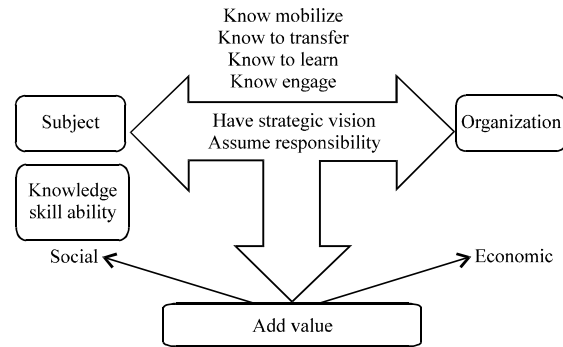 Know mobilize
Know to transfer
Know to learn
Know engage
Subject
Have strategic vision
Assume responsibility
Organization
Knowledge
skill ability
Social
Economic
Add value